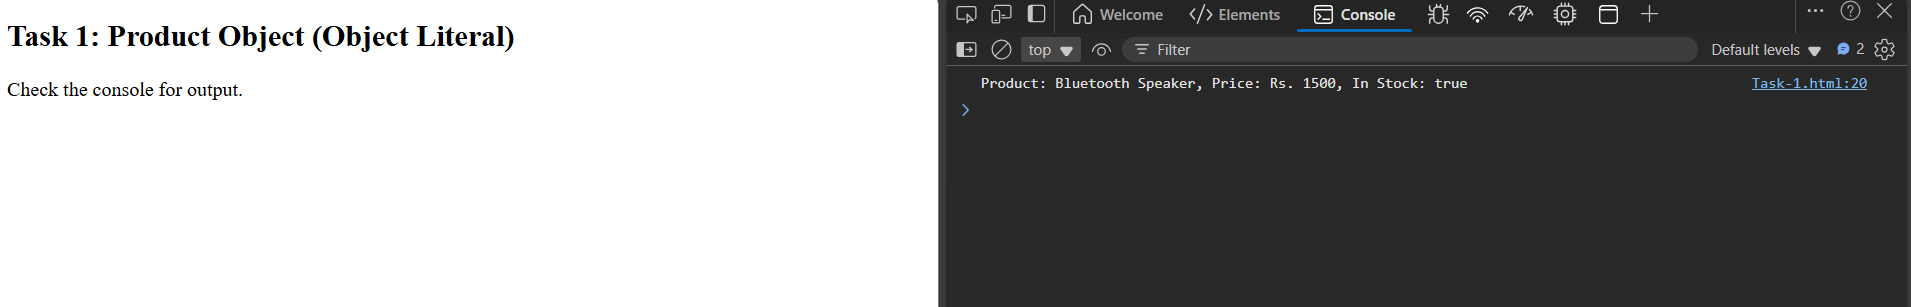 Task 1: Product Object (Object Literal)
Check the console for output.
Welcome
Elements
Console
top
Filter
Default levels
2
Product: Bluetooth Speaker, Price: Rs. 1500, In Stock: true
Task-1.html:20